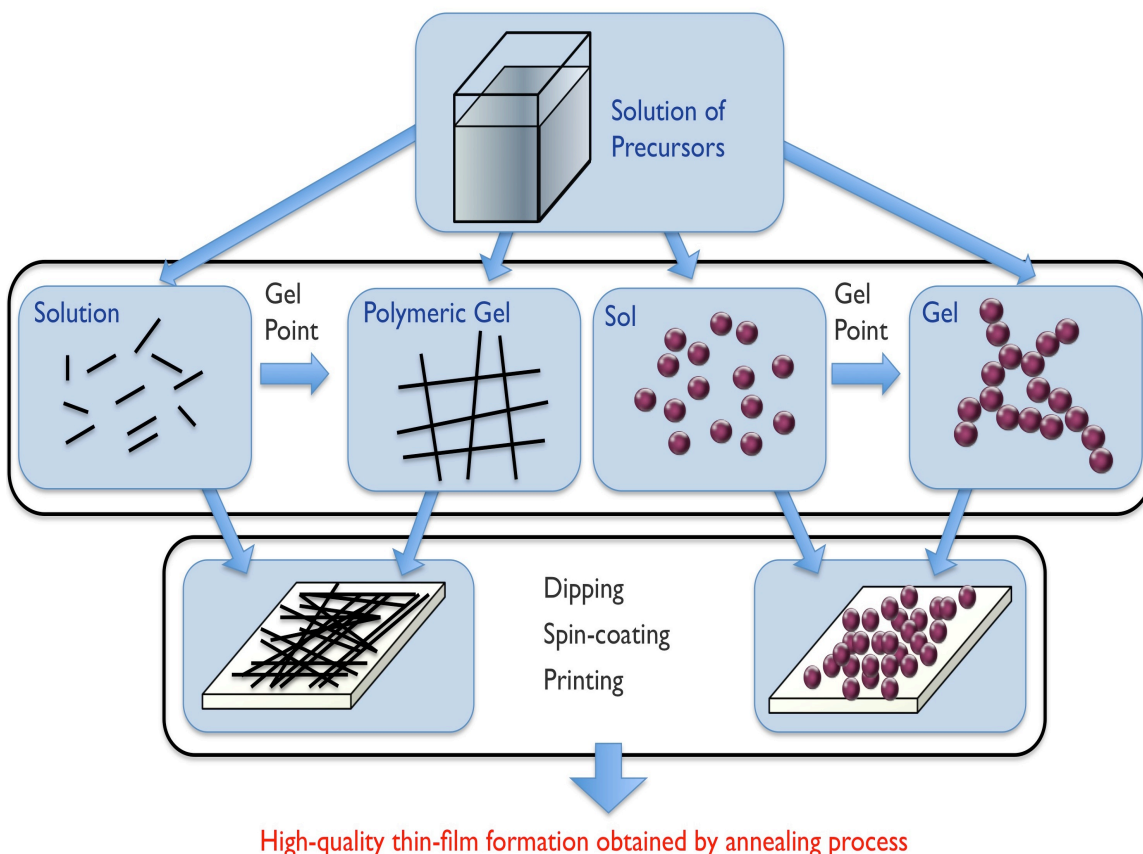 Solution of
Precursors
Solution
Gel
Point
Polymeric Gel
Sol
Gel
Point
Gel
Dipping
Spin-coating
Printing
High-quality thin-film formation obtained by annealing process